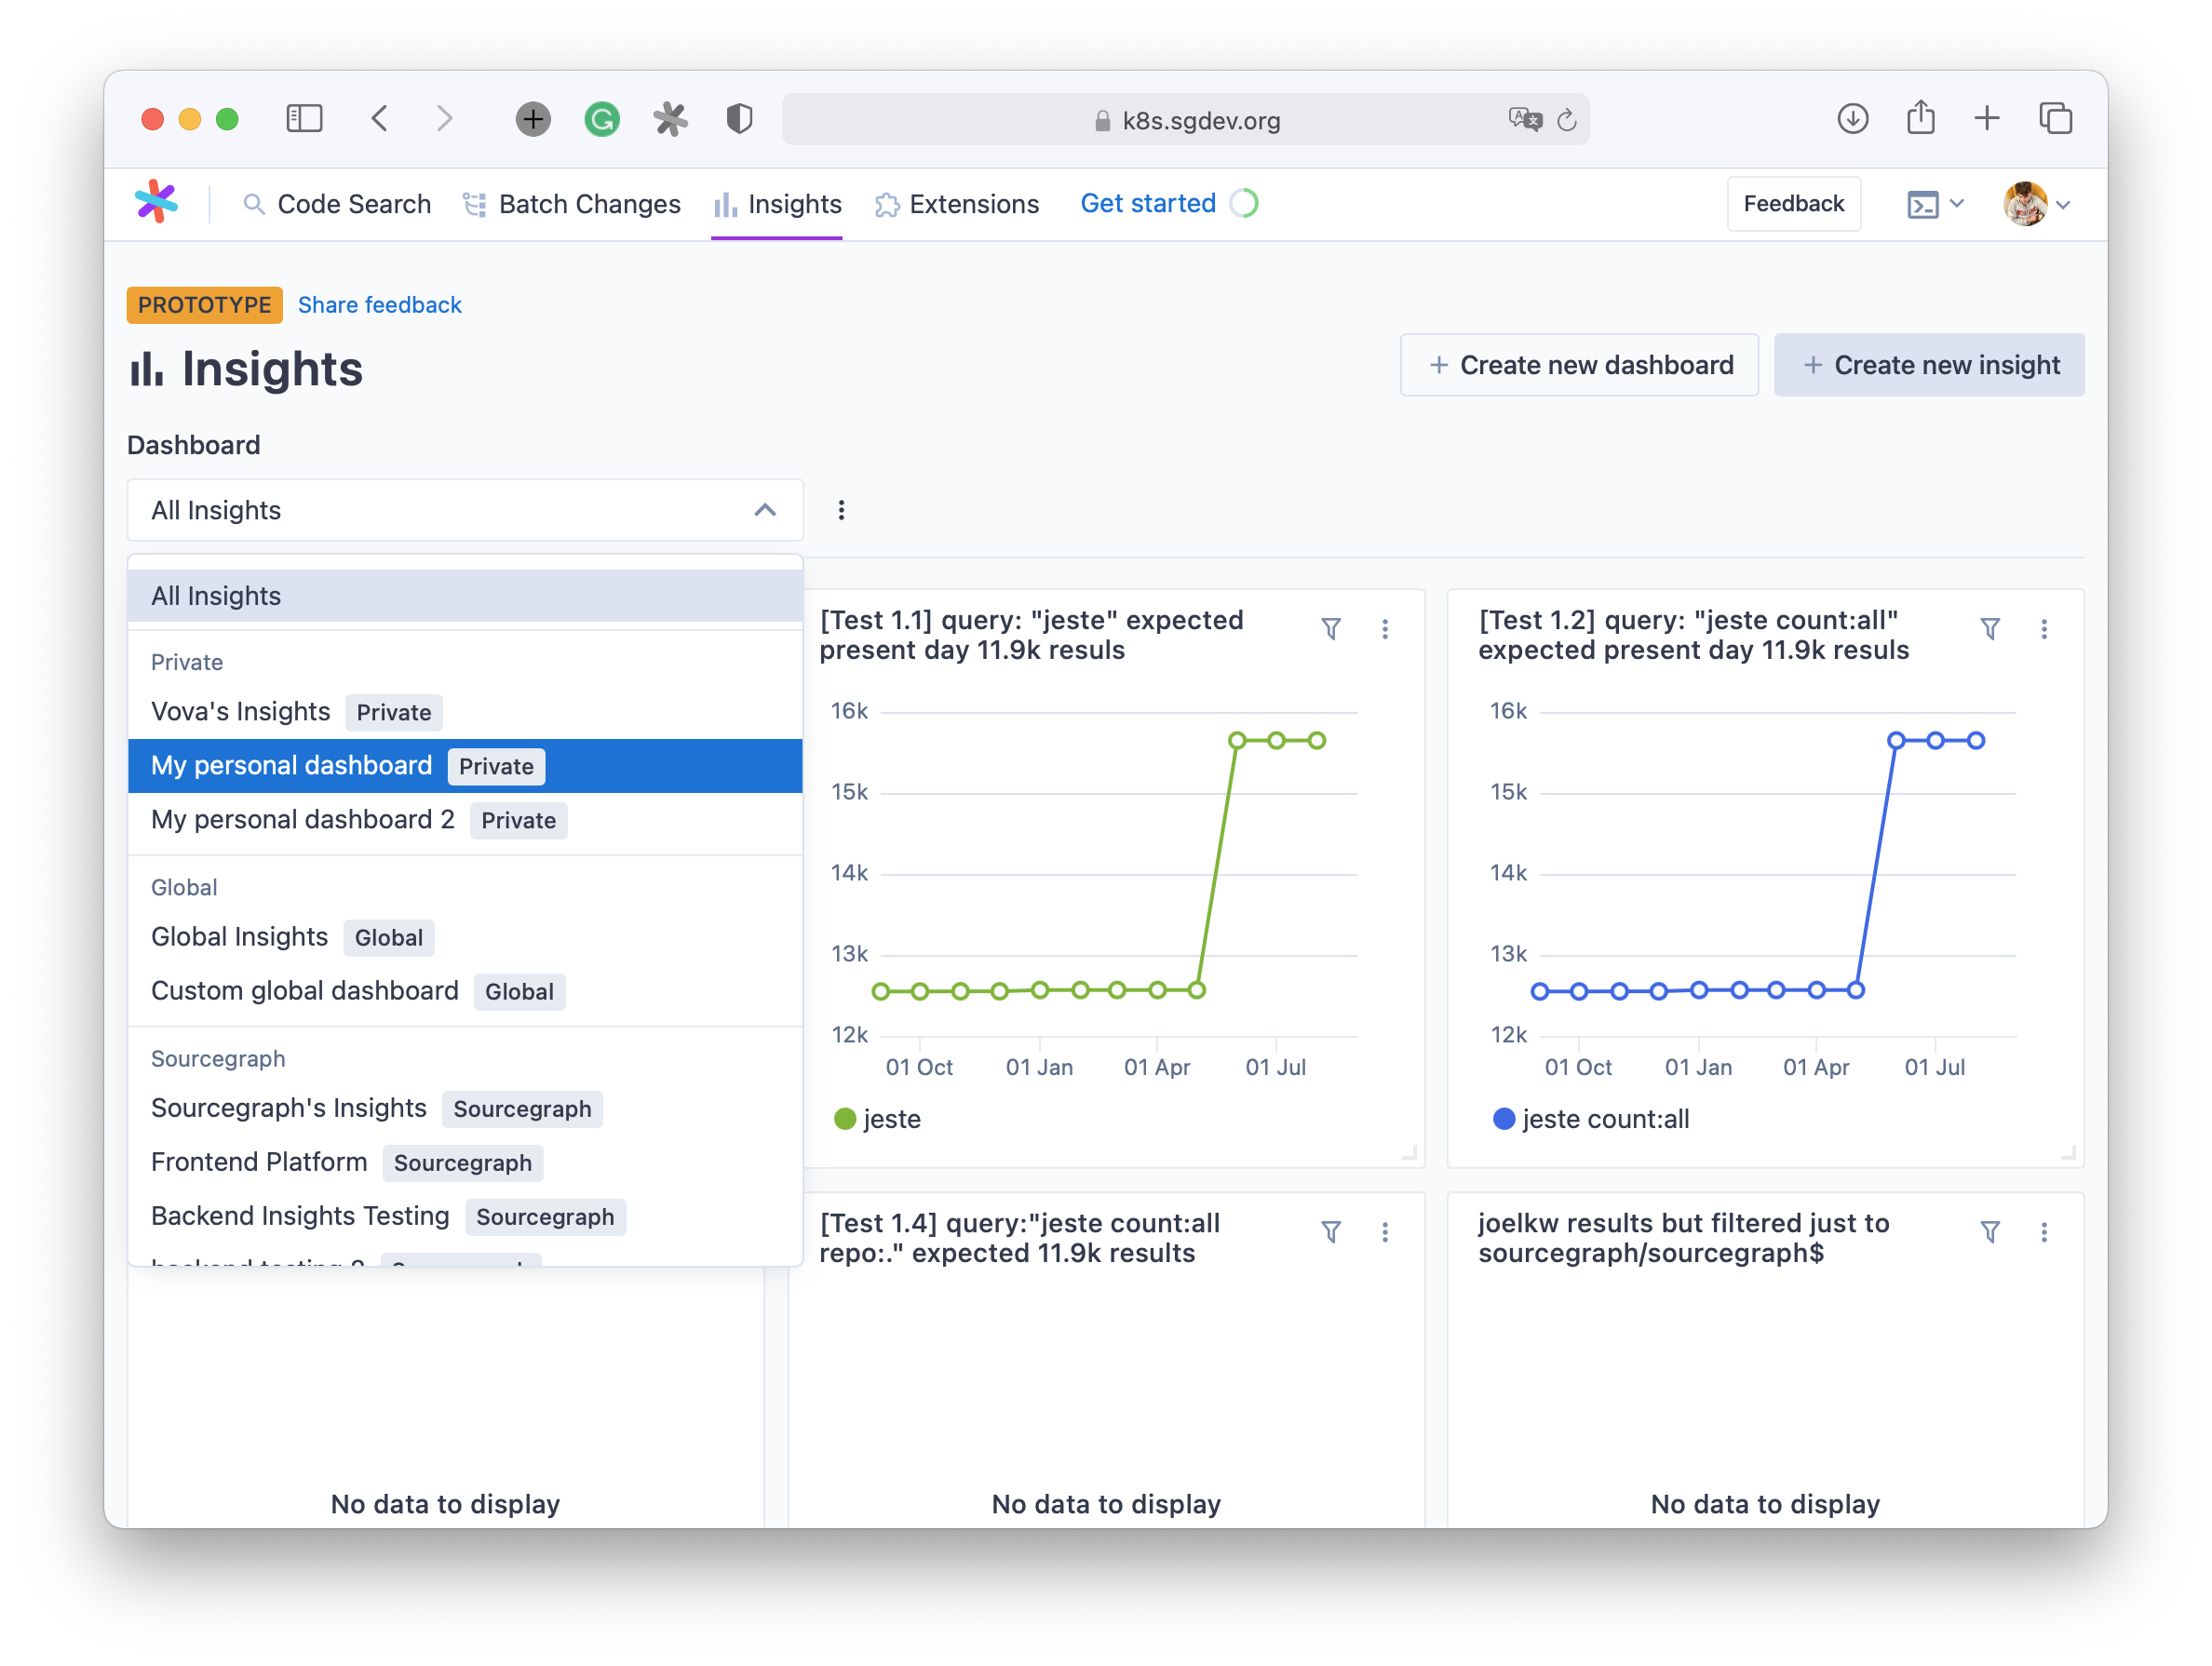 k8s.sgdev.org
Code Search
Batch Changes
Insights
Extensions
Get started
Feedback
PROTOTYPE
Share feedback
Insights
+ Create new dashboard
+ Create new insight
Dashboard
All Insights
All Insights
Private
Vova's Insights Private
My personal dashboard Private
My personal dashboard 2 Private
Global
Global Insights Global
Custom global dashboard Global
Sourcegraph
Sourcegraph's Insights Sourcegraph
Frontend Platform Sourcegraph
Backend Insights Testing Sourcegraph
[Test 1.1] query: "jeste" expected
present day 11.9k resuls
16k
15k
14k
13k
12k
01 Oct 01 Jan 01 Apr 01 Jul
jeste
[Test 1.2] query: "jeste count:all"
expected present day 11.9k resuls
16k
15k
14k
13k
12k
01 Oct 01 Jan 01 Apr 01 Jul
jeste count:all
No data to display
[Test 1.4] query:"jeste count:all
repo:." expected 11.9k results
No data to display
joelkw results but filtered just to
sourcegraph/sourcegraph$
No data to display